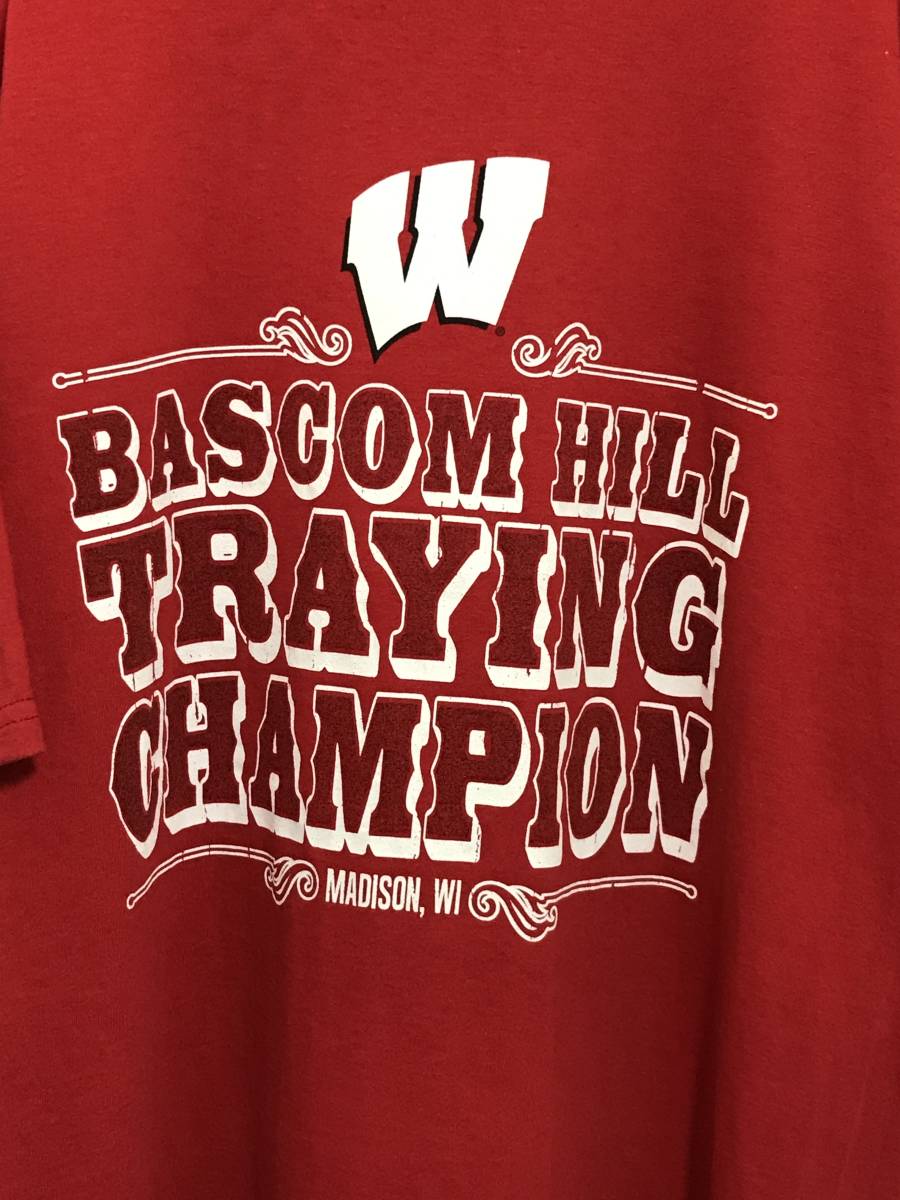 W
BASCOM HILL
TRAYING
CHAMPION
MADISON, WI